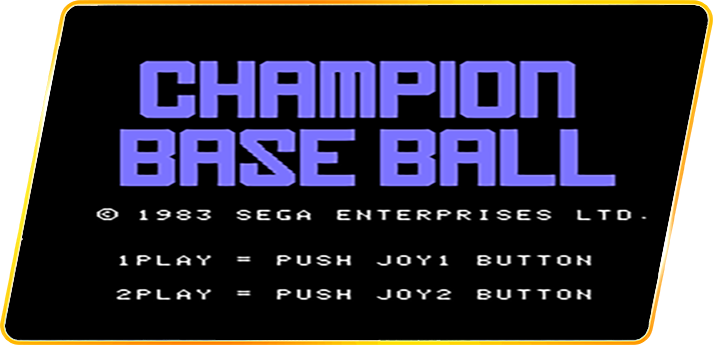 CHAMPION
BASE BALL
© 1983 SEGA ENTERPRISES LTD.
1PLAY = PUSH JOY1 BUTTON
2PLAY = PUSH JOY2 BUTTON